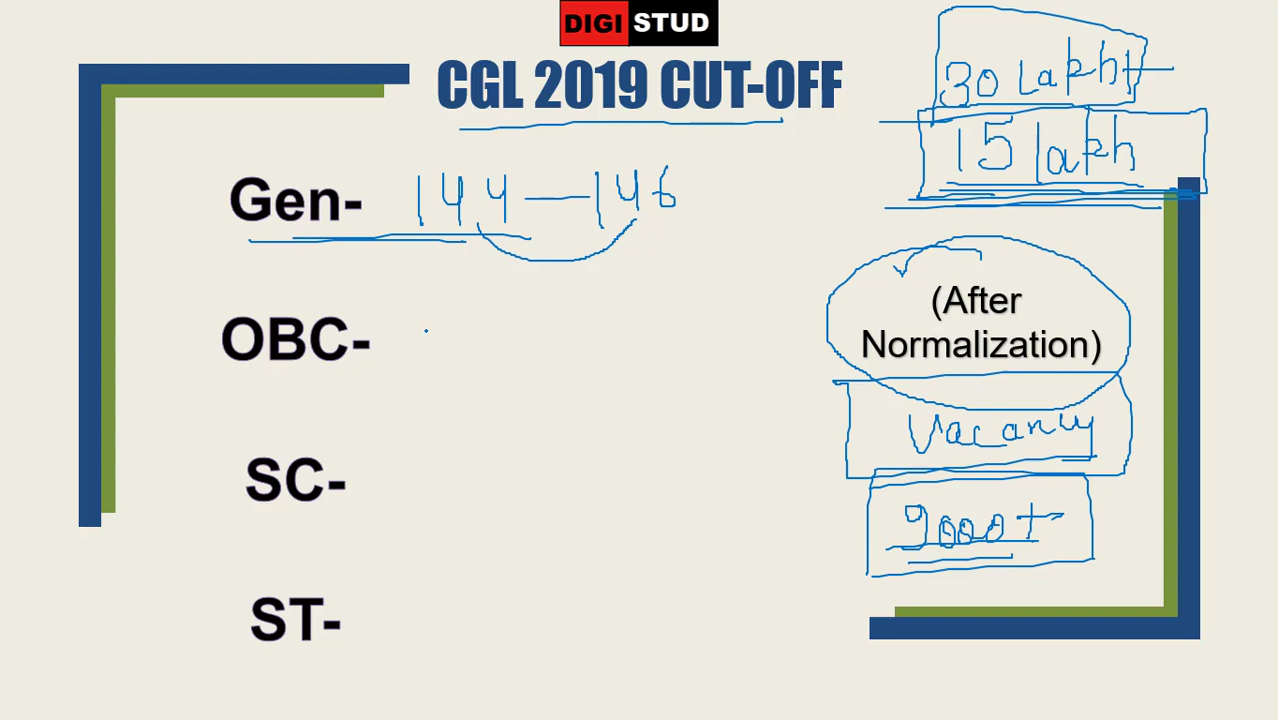 DIGI STUD
CGL 2019 CUT-OFF
30 Lakh+
15 lakh
Gen- 144 — 146
(After
Normalization)
OBC-
Vacancy
9000+
SC-
ST-